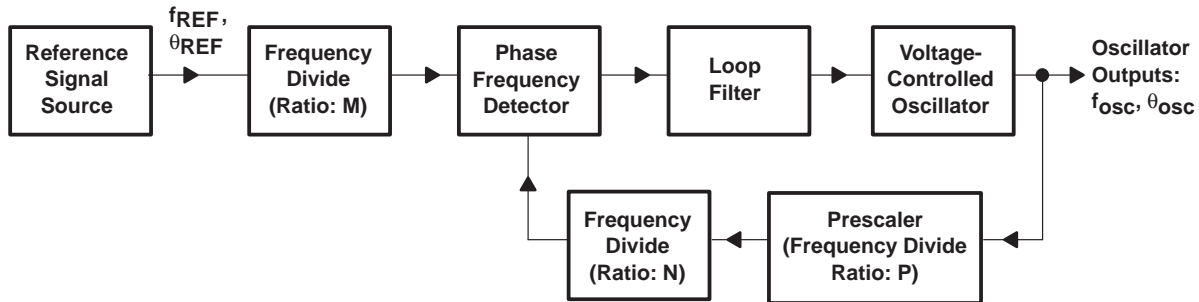 fREF,
θREF
Reference
Signal
Source
Frequency
Divide
(Ratio: M)
Phase
Frequency
Detector
Loop
Filter
Voltage-
Controlled
Oscillator
Oscillator
Outputs:
fosc, θosc
Frequency
Divide
(Ratio: N)
Prescaler
(Frequency Divide
Ratio: P)